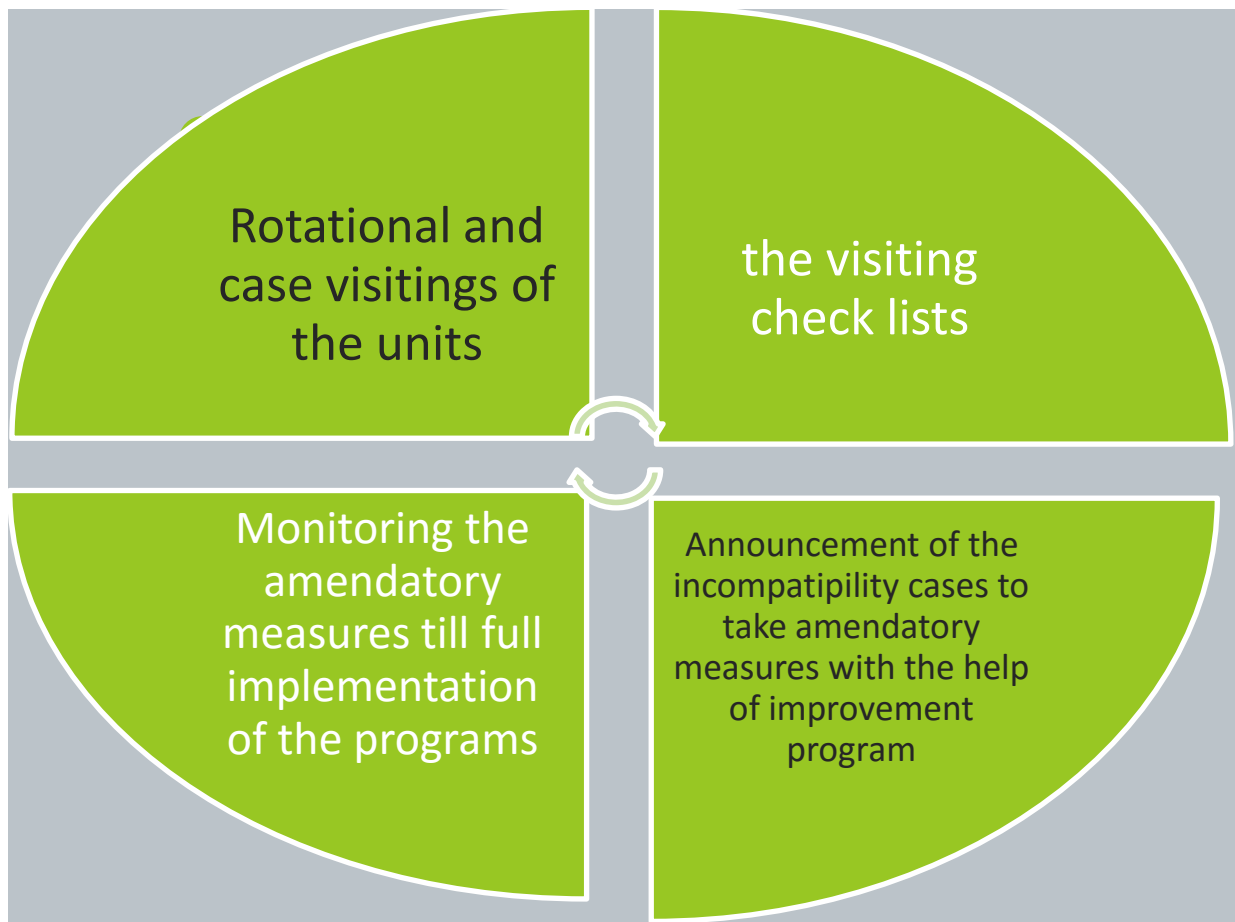 Rotational and
case visitings of
the units
the visiting
check lists
Monitoring the
amendatory
measures till full
implementation
of the programs
Announcement of the
incompatipility cases to
take amendatory
measures with the help
of improvement
program